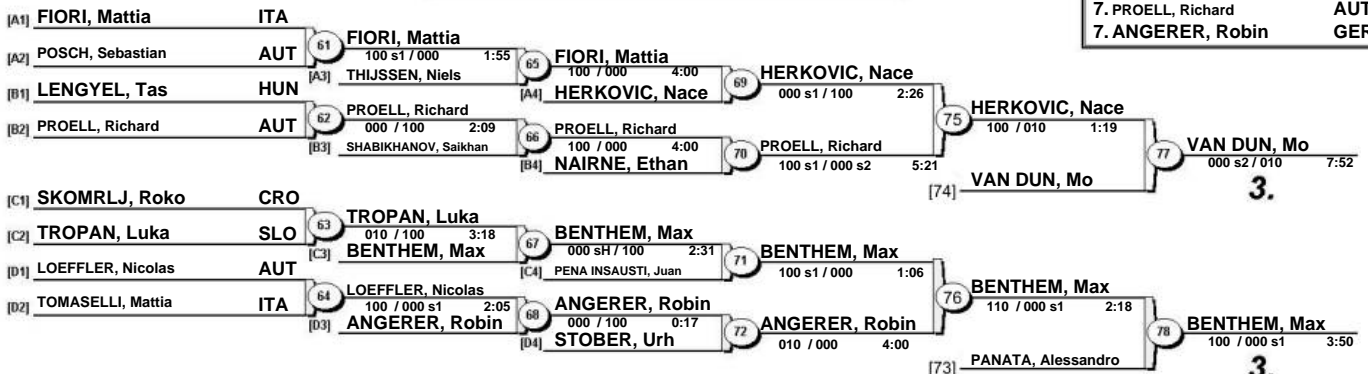 7. PROELL, Richard AUT
7. ANGERER, Robin GER
[A1] FIORI, Mattia ITA
[A2] POSCH, Sebastian AUT
61 FIORI, Mattia
100 s1 / 000 1:55
[A3] THIJSSEN, Niels
65 FIORI, Mattia
100 / 000 4:00
[A4] HERKOVIC, Nace
69 HERKOVIC, Nace
000 s1 / 100 2:26
[B1] LENGYEL, Tas HUN
[B2] PROELL, Richard AUT
62 PROELL, Richard
000 / 100 2:09
[B3] SHABIKHANOV, Saikhan
66 PROELL, Richard
100 / 000 4:00
[B4] NAIRNE, Ethan
70 PROELL, Richard
100 s1 / 000 s2 5:21
75 HERKOVIC, Nace
100 / 010 1:19
[74] VAN DUN, Mo
77 VAN DUN, Mo
000 s2 / 010 7:52
3.
[C1] SKOMRLJ, Roko CRO
[C2] TROPAN, Luka SLO
63 TROPAN, Luka
010 / 100 3:18
[C3] BENTHEM, Max
67 BENTHEM, Max
000 sH / 100 2:31
[C4] PENA INSAUSTI, Juan
71 BENTHEM, Max
100 s1 / 000 1:06
[D1] LOEFFLER, Nicolas AUT
[D2] TOMASELLI, Mattia ITA
64 LOEFFLER, Nicolas
100 / 000 s1 2:05
[D3] ANGERER, Robin
68 ANGERER, Robin
000 / 100 0:17
[D4] STOBER, Urh
72 ANGERER, Robin
010 / 000 4:00
76 BENTHEM, Max
110 / 000 s1 2:18
[73] PANATA, Alessandro
78 BENTHEM, Max
100 / 000 s1 3:50
3.